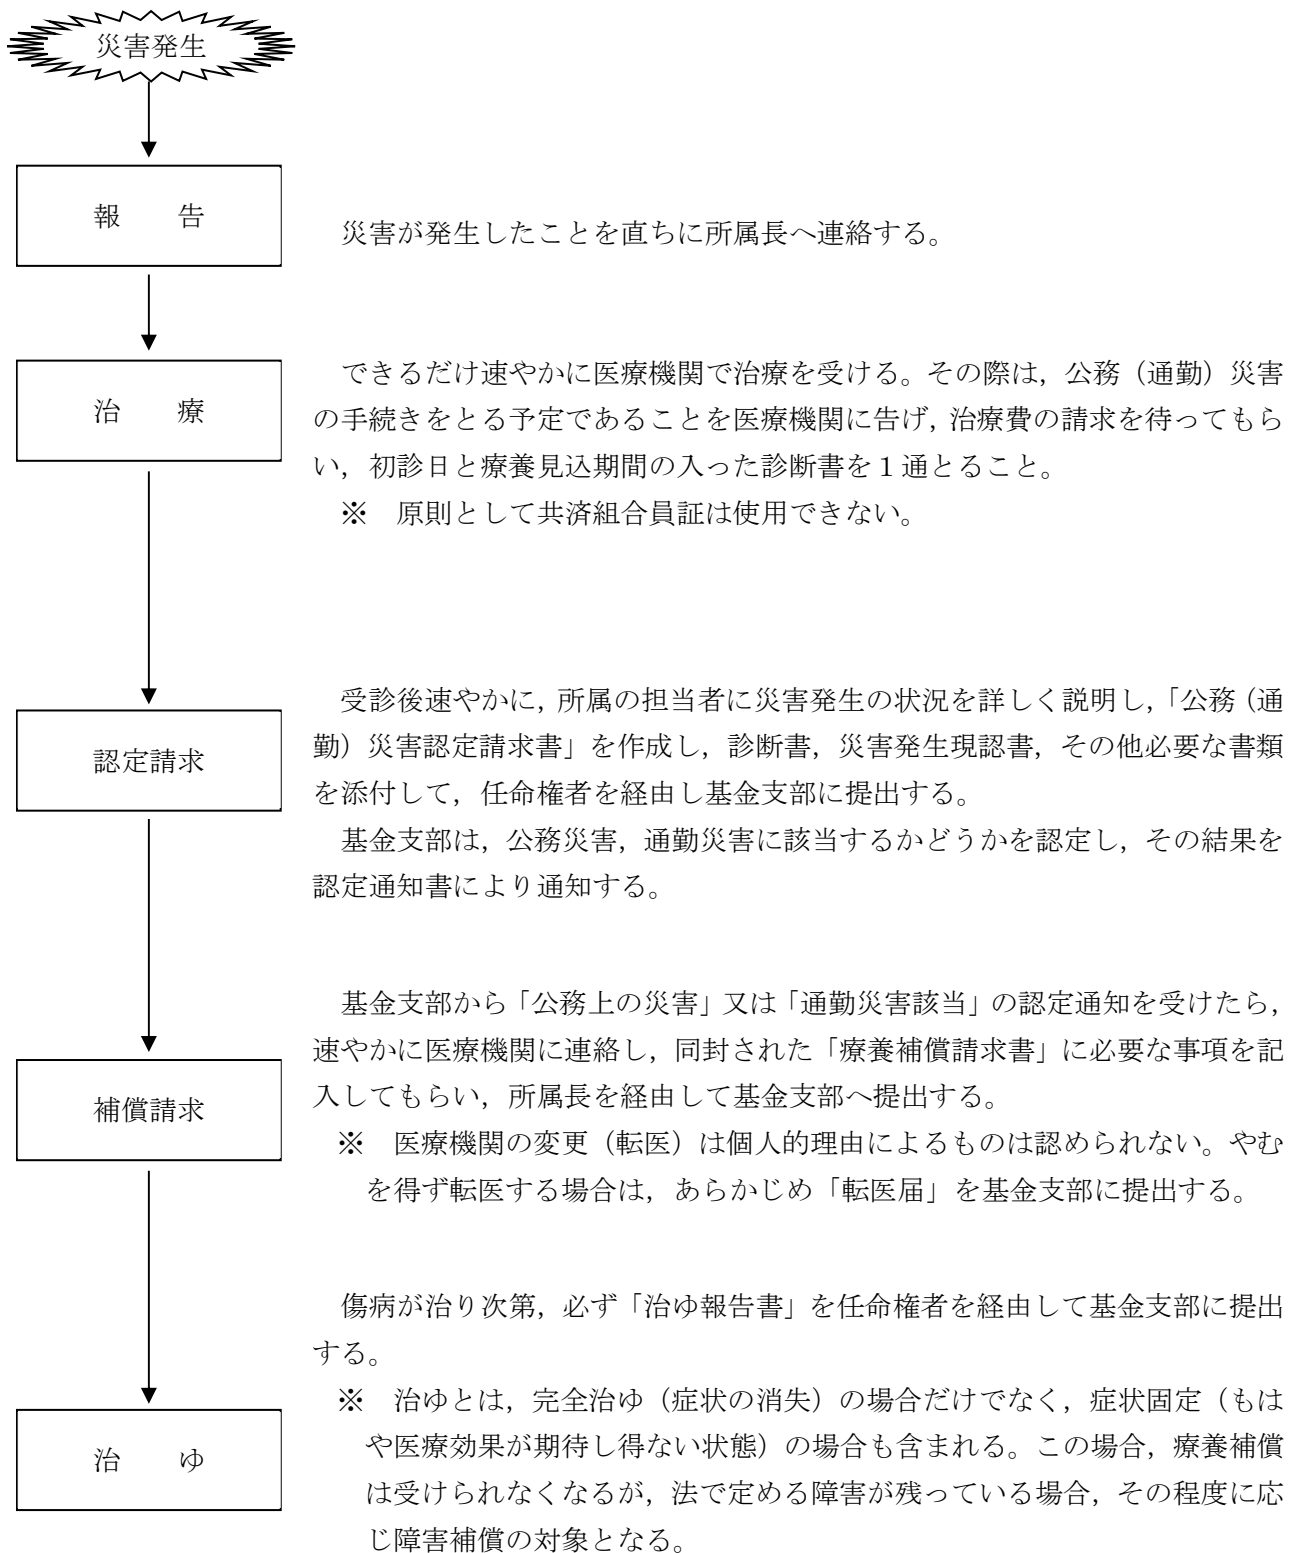 災害発生
報　　告
災害が発生したことを直ちに所属長へ連絡する。
治　　療
できるだけ速やかに医療機関で治療を受ける。その際は，公務（通勤）災害
の手続きをとる予定であることを医療機関に告げ，治療費の請求を待ってもら
い，初診日と療養見込期間の入った診断書を１通とること。
※　原則として共済組合員証は使用できない。
認定請求
受診後速やかに，所属の担当者に災害発生の状況を詳しく説明し，「公務（通
勤）災害認定請求書」を作成し，診断書，災害発生現認書，その他必要な書類
を添付して，任命権者を経由し基金支部に提出する。
基金支部は，公務災害，通勤災害に該当するかどうかを認定し，その結果を
認定通知書により通知する。
補償請求
基金支部から「公務上の災害」又は「通勤災害該当」の認定通知を受けたら，
速やかに医療機関に連絡し，同封された「療養補償請求書」に必要な事項を記
入してもらい，所属長を経由して基金支部へ提出する。
※　医療機関の変更（転医）は個人的理由によるものは認められない。やむ
を得ず転医する場合は，あらかじめ「転医届」を基金支部に提出する。
治　　ゆ
傷病が治り次第，必ず「治ゆ報告書」を任命権者を経由して基金支部に提出
する。
※　治ゆとは，完全治ゆ（症状の消失）の場合だけでなく，症状固定（もは
や医療効果が期待し得ない状態）の場合も含まれる。この場合，療養補償
は受けられなくなるが，法で定める障害が残っている場合，その程度に応
じ障害補償の対象となる。